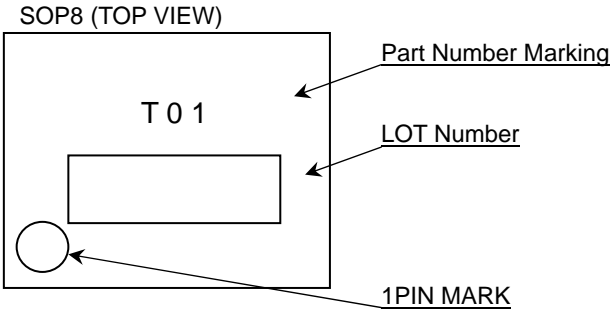 SOP8 (TOP VIEW)
Part Number Marking
T 0 1
LOT Number
1PIN MARK